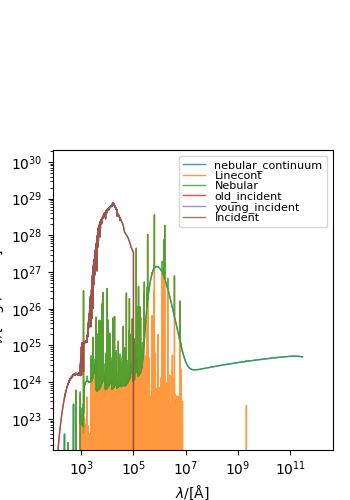 10^30
10^29
10^28
10^27
10^26
10^25
10^24
10^23
nebular_continuum
Linecont
Nebular
old_incident
young_incident
Incident
10^3 10^5 10^7 10^9 10^11
λ/[Å]